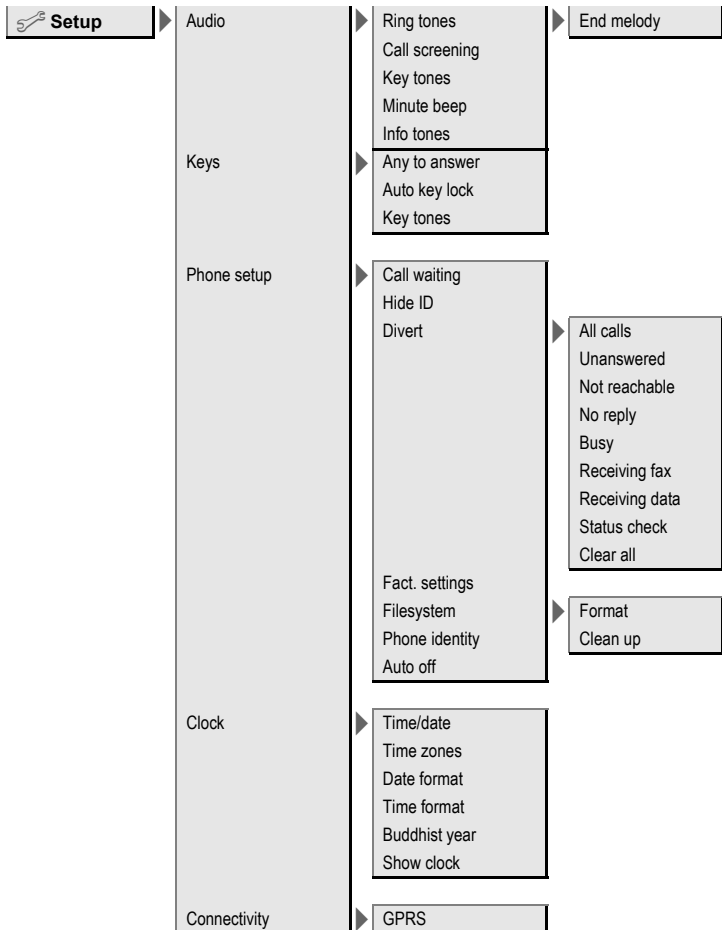 Setup
Audio
Ring tones
End melody
Call screening
Key tones
Minute beep
Info tones
Keys
Any to answer
Auto key lock
Key tones
Phone setup
Call waiting
Hide ID
Divert
All calls
Unanswered
Not reachable
No reply
Busy
Receiving fax
Receiving data
Status check
Clear all
Fact. settings
Filesystem
Format
Phone identity
Clean up
Auto off
Clock
Time/date
Time zones
Date format
Time format
Buddhist year
Show clock
Connectivity
GPRS